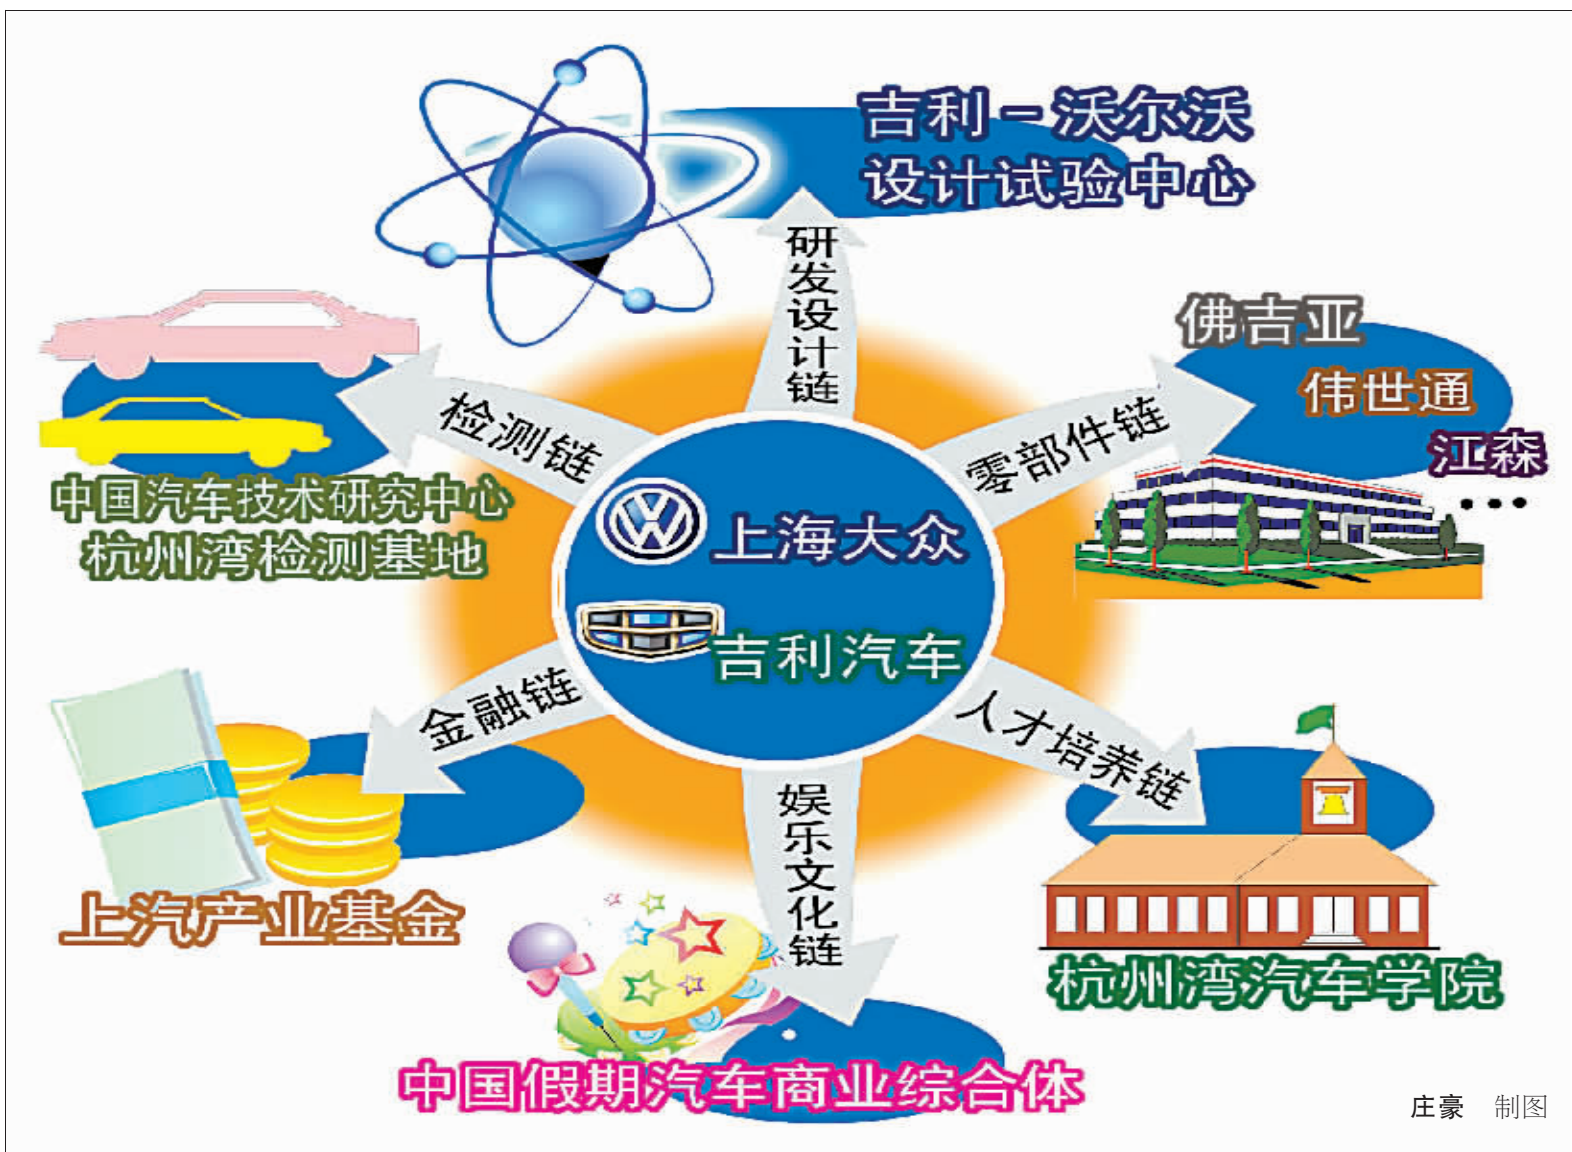 吉利－沃尔沃
设计试验中心
研发设计链
佛吉亚
伟世通
江森
...
零部件链
检测链
中国汽车技术研究中心
杭州湾检测基地
上海大众
吉利汽车
金融链
上汽产业基金
人才培养链
杭州湾汽车学院
娱乐文化链
中国假期汽车商业综合体
庄豪 制图